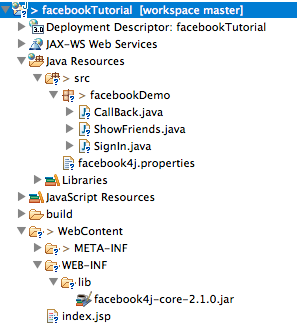 > facebookTutorial [workspace master]
3.0 Deployment Descriptor: facebookTutorial
JAX-WS Web Services
Java Resources
> src
> facebookDemo
CallBack.java
ShowFriends.java
SignIn.java
facebook4j.properties
Libraries
JavaScript Resources
build
> WebContent
> META-INF
WEB-INF
lib
facebook4j-core-2.1.0.jar
index.jsp